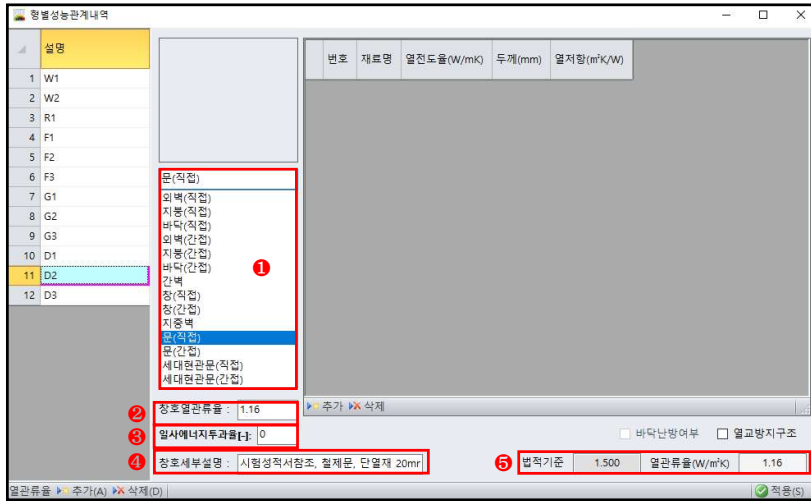 형별성능관계내역
설명
1 W1
2 W2
3 R1
4 F1
5 F2
6 F3
7 G1
8 G2
9 G3
10 D1
11 D2
12 D3
번호 재료명 열전도율(W/mK) 두께(mm) 열저항(m²K/W)
문(직접)
외벽(직접)
지붕(직접)
바닥(직접)
외벽(간접)
지붕(간접)
바닥(간접)
간벽
창(직접)
창(간접)
지중벽
문(직접)
문(간접)
세대현관문(직접)
세대현관문(간접)
❶
❷ 창호열관류율 : 1.16
추가 삭제
❸ 일사에너지투과율[-]: 0
바닥난방여부 열교방지구조
❹ 창호세부설명 : 시험성적서참조, 철제문, 단열재 20mr
❺ 법적기준 1.500 열관류율(W/m²K) 1.16
열관류율 추가(A) 삭제(D) 적용(S)